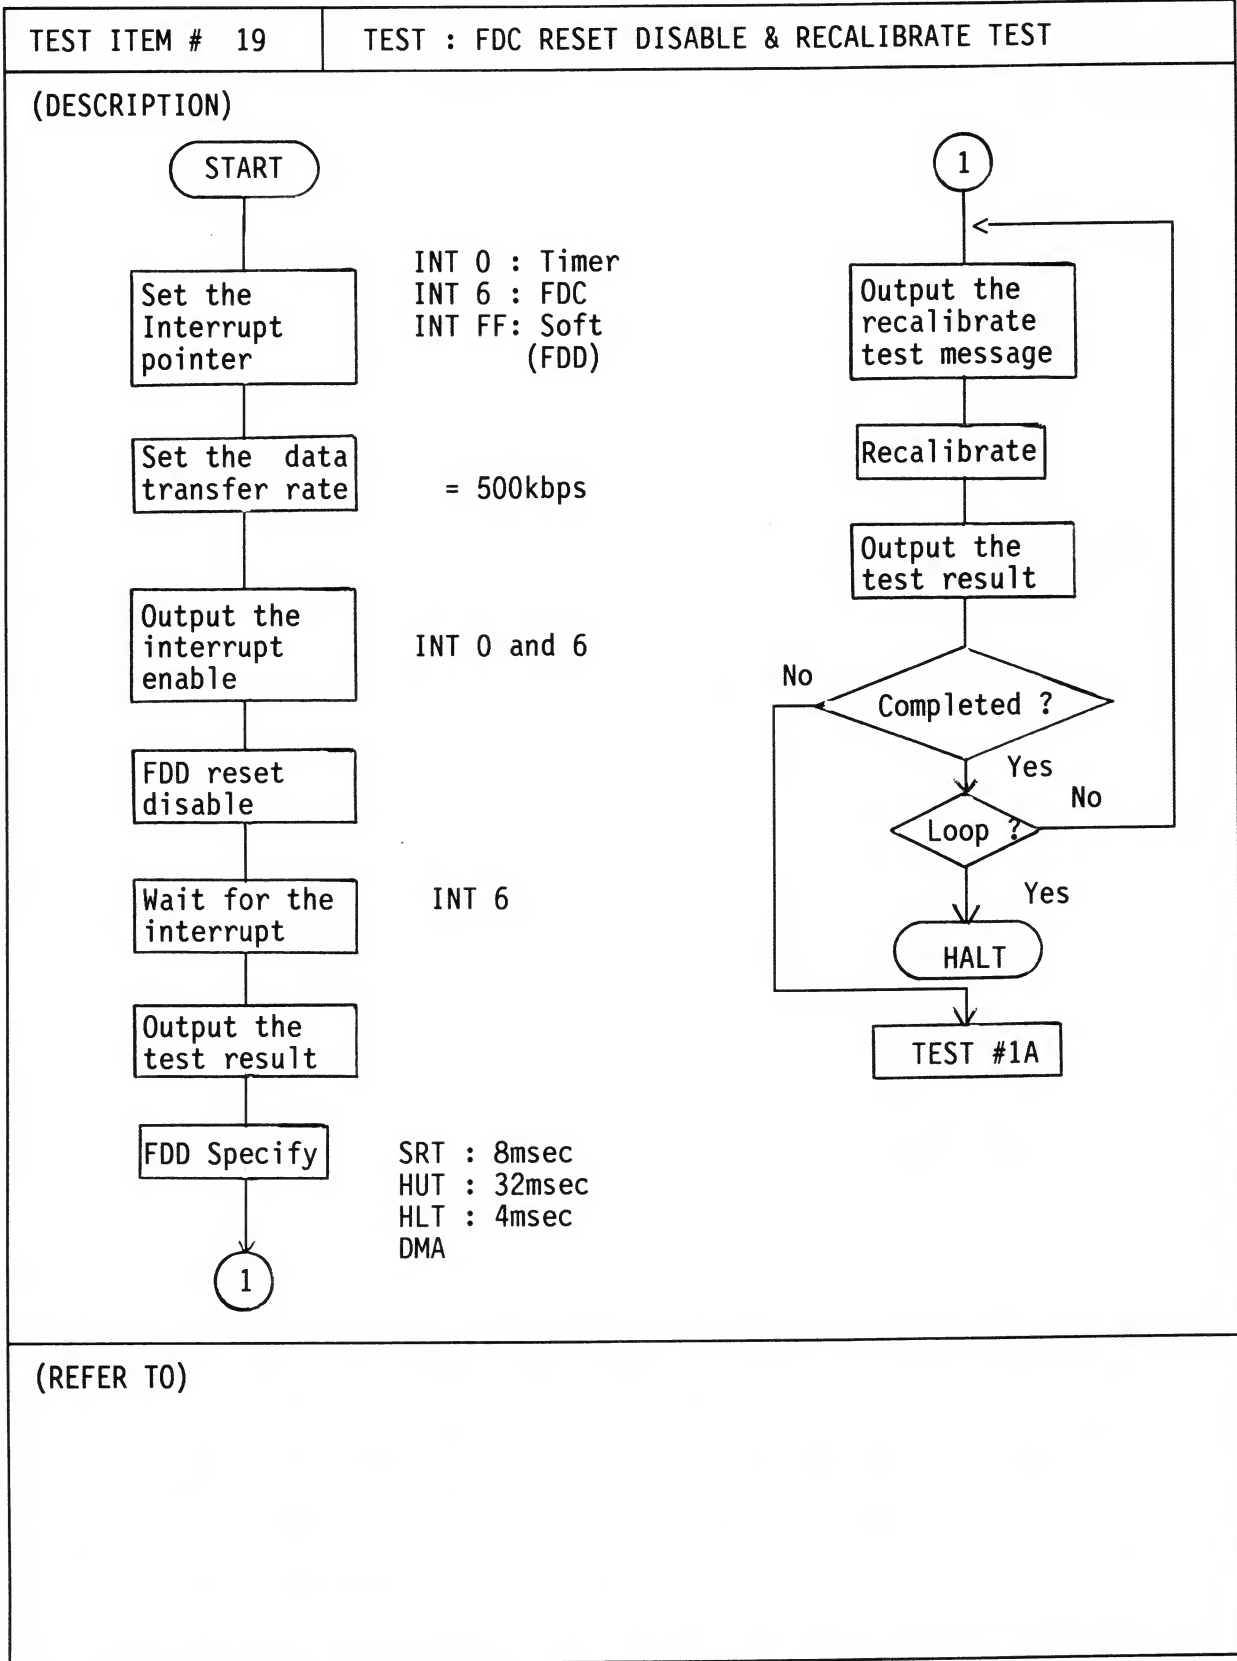 TEST ITEM # 19
TEST : FDC RESET DISABLE & RECALIBRATE TEST
(DESCRIPTION)
START
Set the
Interrupt
pointer
INT 0 : Timer
INT 6 : FDC
INT FF: Soft
(FDD)
Set the data
transfer rate
= 500kbps
Output the
interrupt
enable
INT 0 and 6
FDD reset
disable
Wait for the
interrupt
INT 6
Output the
test result
FDD Specify
SRT : 8msec
HUT : 32msec
HLT : 4msec
DMA
1
1
Output the
recalibrate
test message
Recalibrate
Output the
test result
No
Completed ?
Yes
No
Loop ?
Yes
HALT
TEST #1A
(REFER TO)